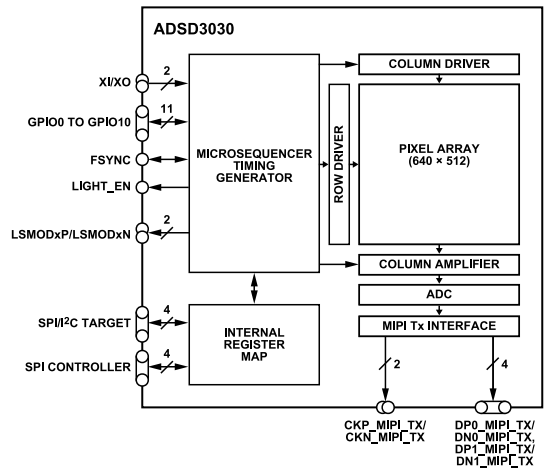 ADSD3030
XI/XO
2
GPIO0 TO GPIO10
11
FSYNC
LIGHT_EN
LSMODxP/LSMODxN
2
SPI/I²C TARGET
4
SPI CONTROLLER
4
MICROSEQUENCER
TIMING
GENERATOR
INTERNAL
REGISTER
MAP
ROW DRIVER
COLUMN DRIVER
PIXEL ARRAY
(640 × 512)
COLUMN AMPLIFIER
ADC
MIPI Tx INTERFACE
2
4
CKP_MIPI_TX/
CKN_MIPI_TX
DP0_MIPI_TX/
DN0_MIPI_TX,
DP1_MIPI_TX/
DN1_MIPI_TX